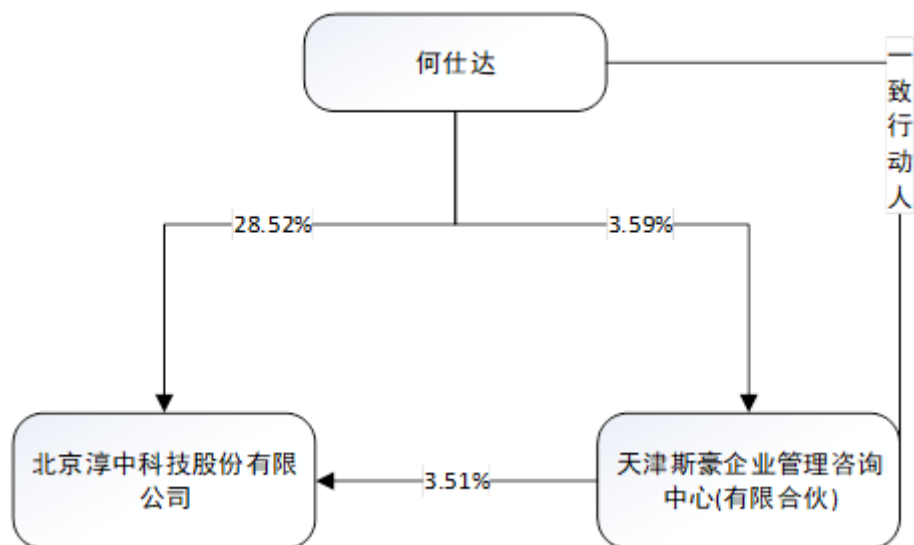 何仕达
一
致
行
动
人
28.52%
3.59%
北京淳中科技股份有限
公司
3.51%
天津斯豪企业管理咨询
中心(有限合伙)